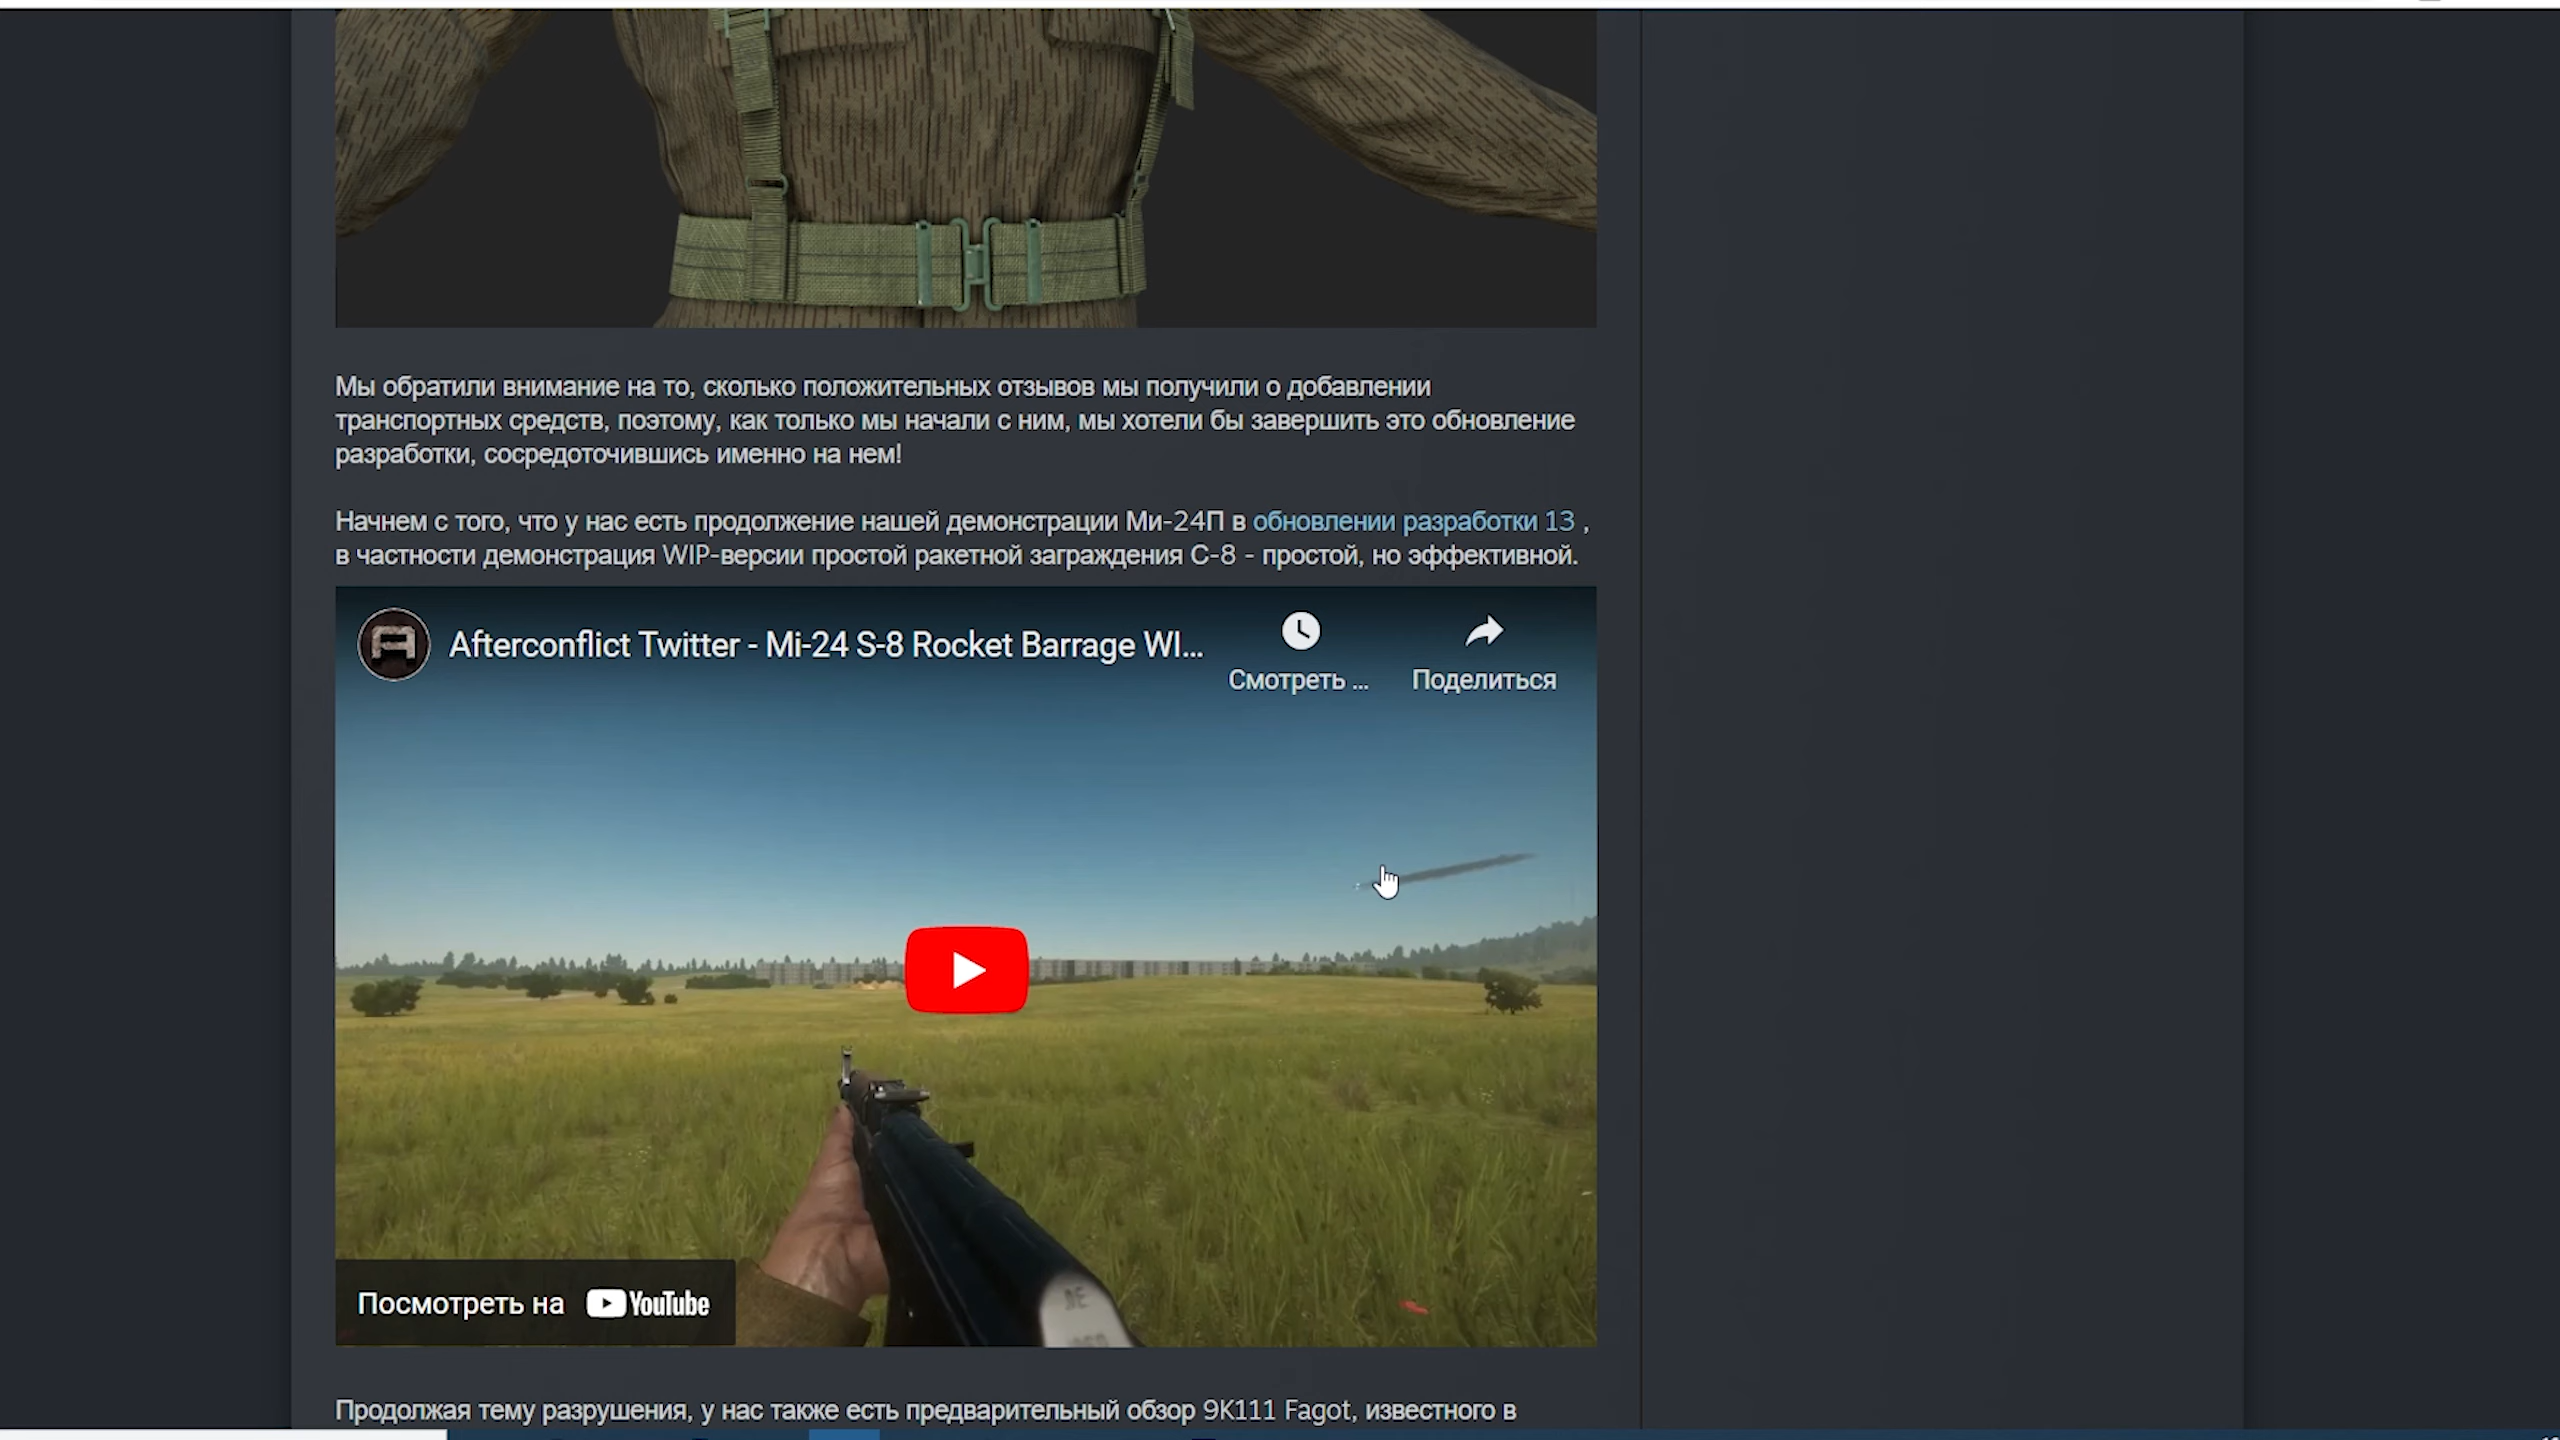 Мы обратили внимание на то, сколько положительных отзывов мы получили о добавлении
транспортных средств, поэтому, как только мы начали с ним, мы хотели бы завершить это обновление
разработки, сосредоточившись именно на нем!
Начнем с того, что у нас есть продолжение нашей демонстрации Ми-24П в обновлении разработки 13 ,
в частности демонстрация WIP-версии простой ракетной заграждения С-8 - простой, но эффективной.
Afterconflict Twitter - Mi-24 S-8 Rocket Barrage WI...
Смотреть ...
Поделиться
Посмотреть на YouTube
Продолжая тему разрушения, у нас также есть предварительный обзор 9K111 Fagot, известного в